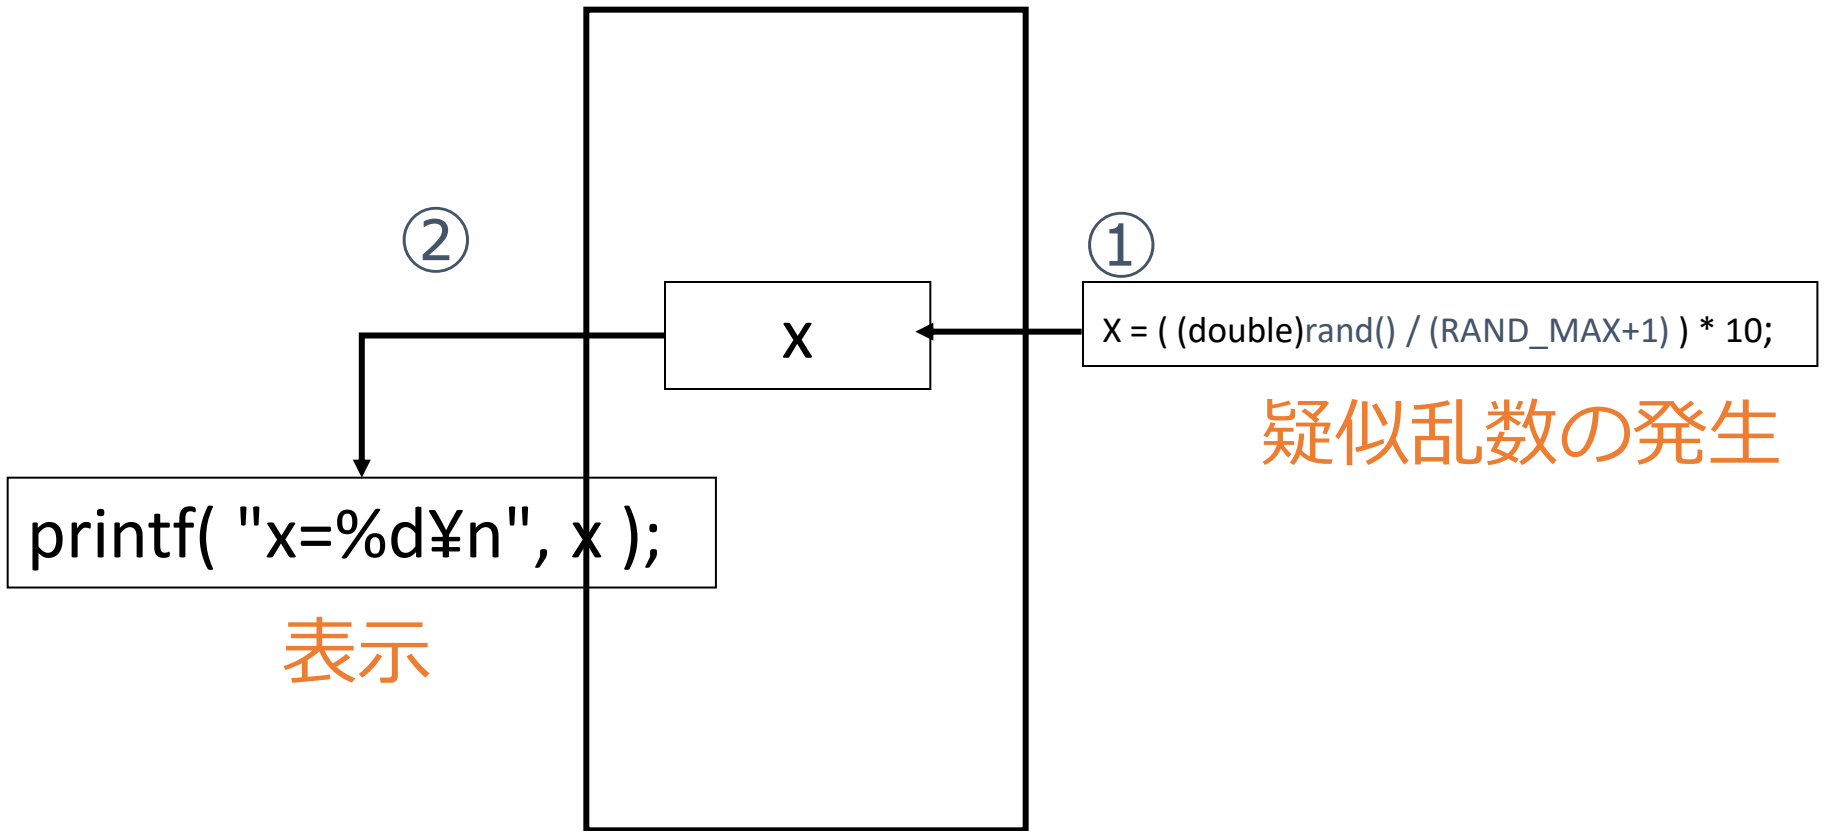 ②
①
x
X = ( (double)rand() / (RAND_MAX+1) ) * 10;
疑似乱数の発生
printf( "x=%d¥n", x );
表示